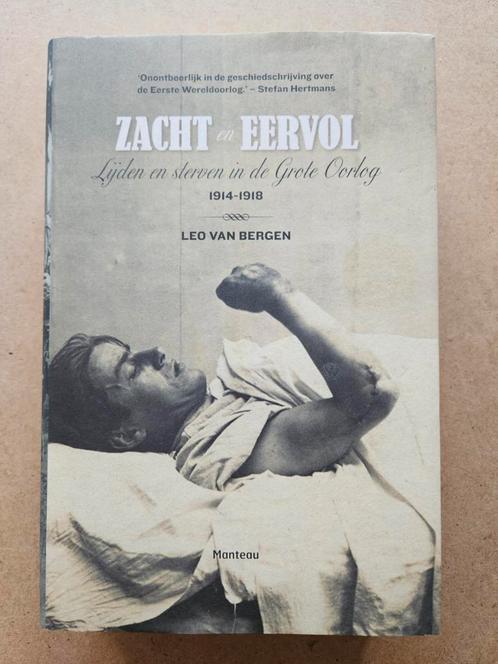 ‘Onontbeerlijk in de geschiedschrijving over
de Eerste Wereldoorlog.’ – Stefan Hertmans
ZACHT en EERVOL
Lijden en sterven in de Grote Oorlog
1914-1918
LEO VAN BERGEN
Manteau